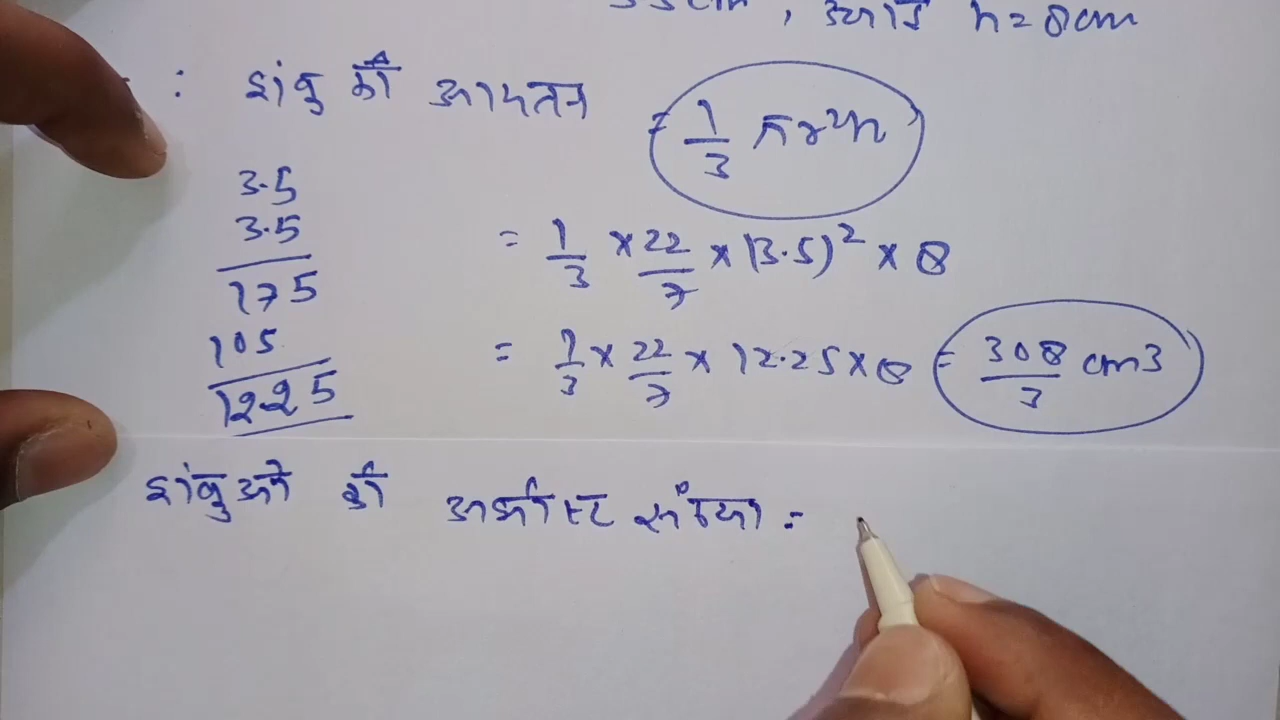 h = 8cm
: शंकु की आयतन = 1/3 πr²h
3.5
3.5
175
105
12.25
= 1/3 × 22/7 × (3.5)² × 8
= 1/3 × 22/7 × 12.25 × 8 = 308/3 cm3
शंकुओ की अभीष्ट संख्या =